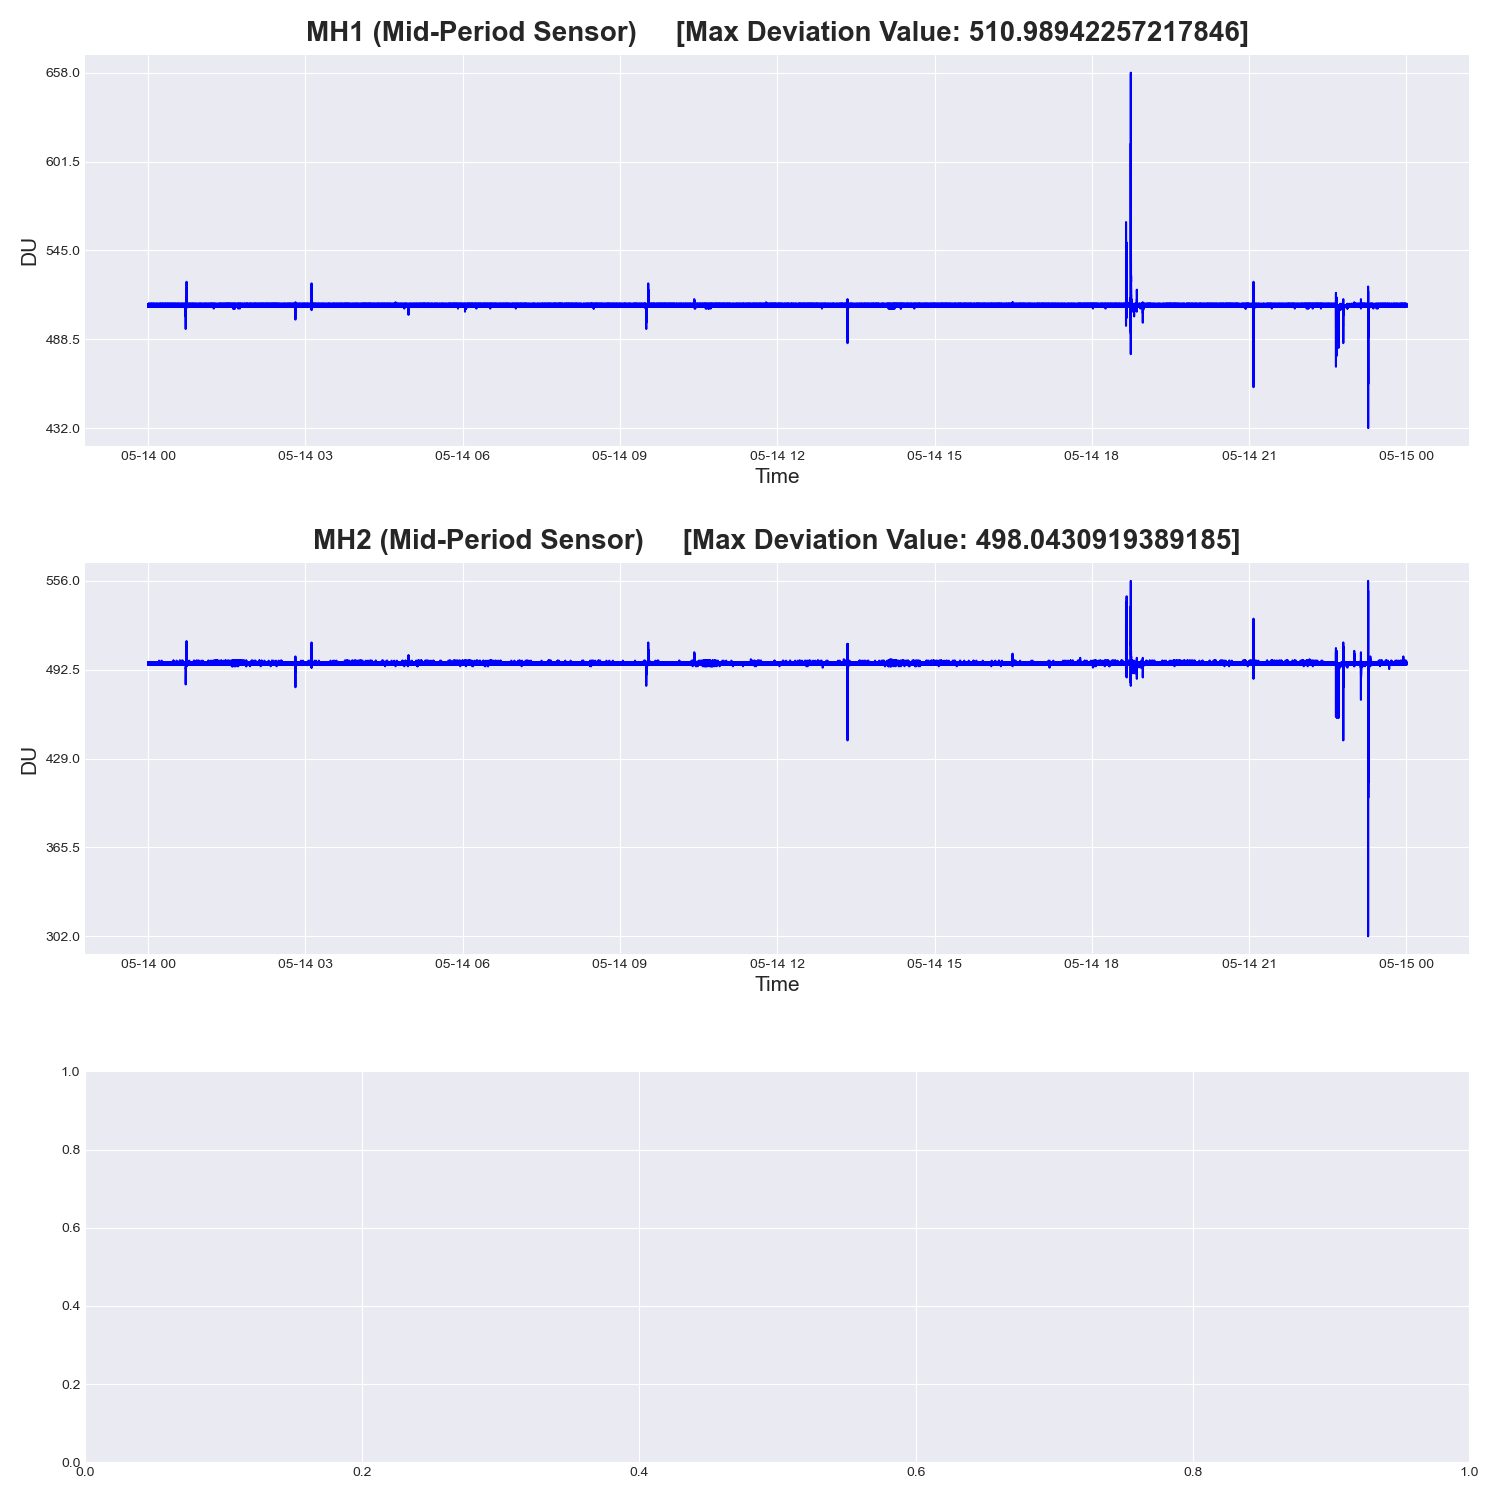 MH1 (Mid-Period Sensor) [Max Deviation Value: 510.98942257217846]
658.0
601.5
545.0
488.5
432.0
DU
05-14 00 05-14 03 05-14 06 05-14 09 05-14 12 05-14 15 05-14 18 05-14 21 05-15 00
Time
MH2 (Mid-Period Sensor) [Max Deviation Value: 498.0430919389185]
556.0
492.5
429.0
365.5
302.0
DU
05-14 00 05-14 03 05-14 06 05-14 09 05-14 12 05-14 15 05-14 18 05-14 21 05-15 00
Time
1.0
0.8
0.6
0.4
0.2
0.0
0.0 0.2 0.4 0.6 0.8 1.0